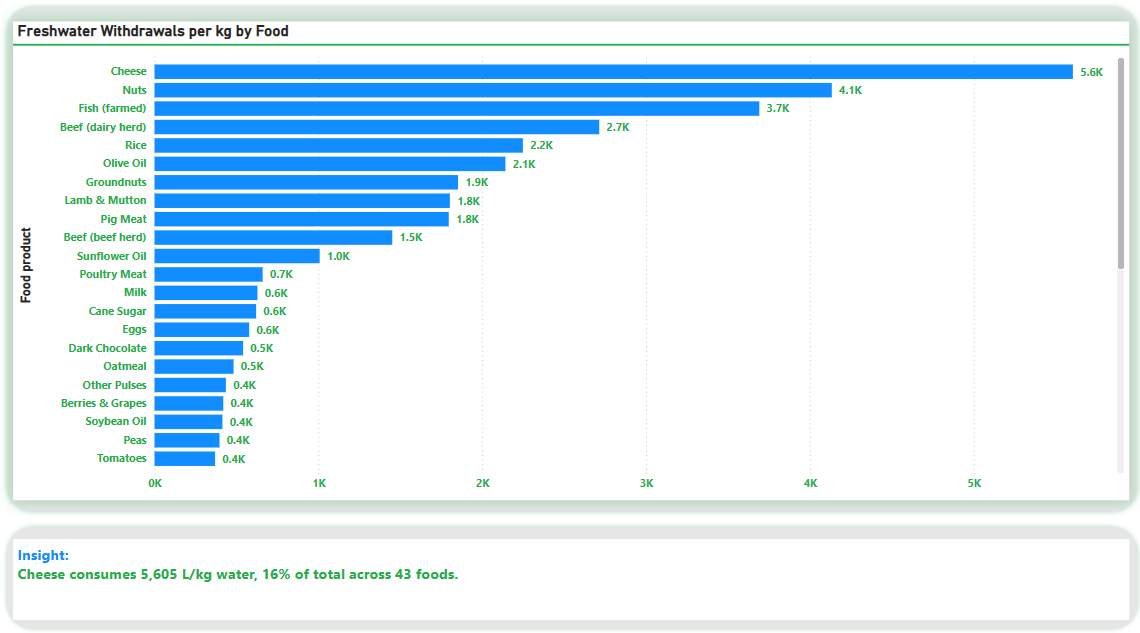 Freshwater Withdrawals per kg by Food
Food product
Cheese 5.6K
Nuts 4.1K
Fish (farmed) 3.7K
Beef (dairy herd) 2.7K
Rice 2.2K
Olive Oil 2.1K
Groundnuts 1.9K
Lamb & Mutton 1.8K
Pig Meat 1.8K
Beef (beef herd) 1.5K
Sunflower Oil 1.0K
Poultry Meat 0.7K
Milk 0.6K
Cane Sugar 0.6K
Eggs 0.6K
Dark Chocolate 0.5K
Oatmeal 0.5K
Other Pulses 0.4K
Berries & Grapes 0.4K
Soybean Oil 0.4K
Peas 0.4K
Tomatoes 0.4K
0K 1K 2K 3K 4K 5K
Insight:
Cheese consumes 5,605 L/kg water, 16% of total across 43 foods.